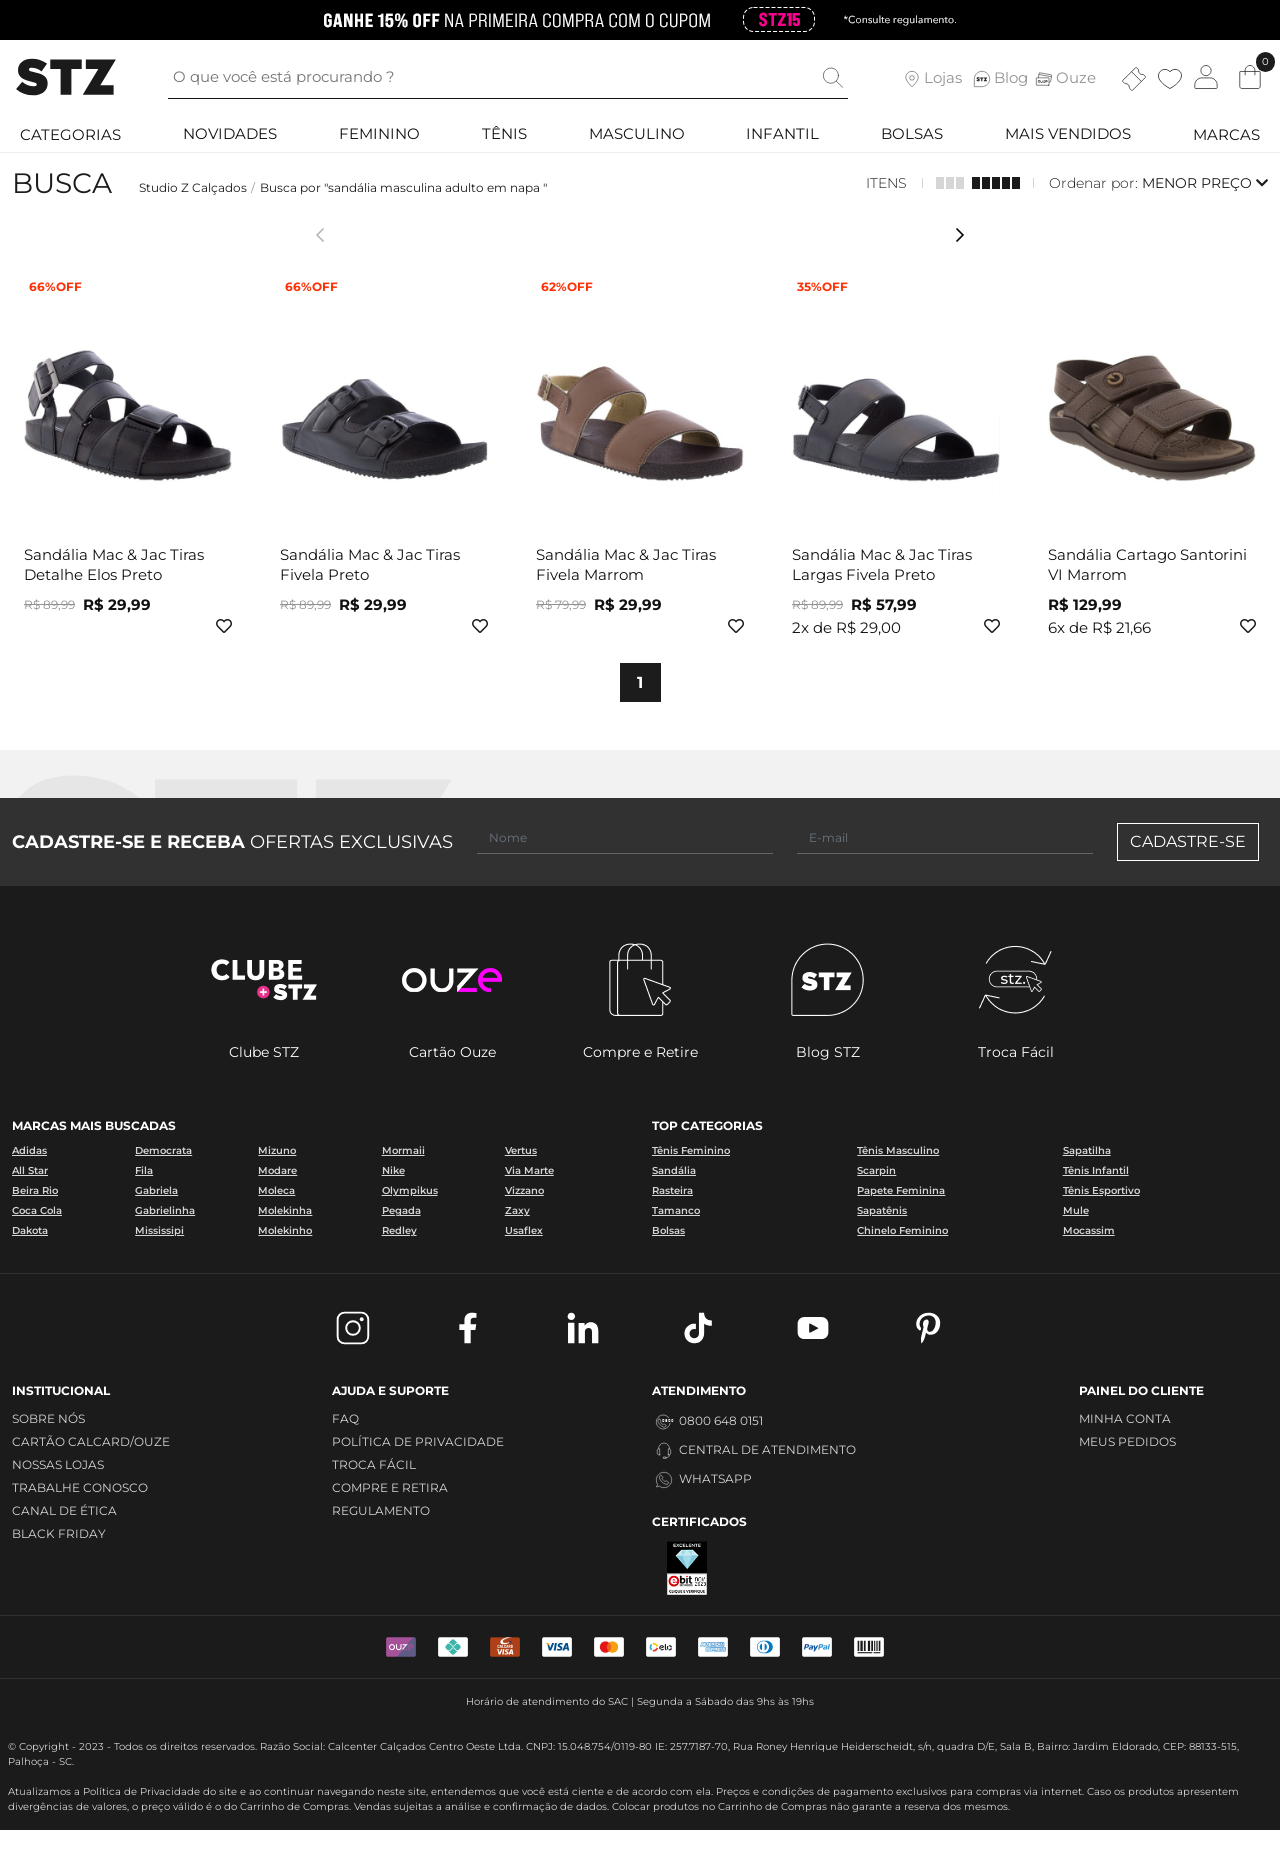 GANHE 15% OFF NA PRIMEIRA COMPRA COM O CUPOM STZ15 *Consulte regulamento.
STZ
O que você está procurando ?
Lojas STZ Blog Ouze
0
CATEGORIAS NOVIDADES FEMININO TÊNIS MASCULINO INFANTIL BOLSAS MAIS VENDIDOS MARCAS
BUSCA
Studio Z Calçados / Busca por "sandália masculina adulto em napa "
ITENS
Ordenar por: MENOR PREÇO
66%OFF
66%OFF
62%OFF
35%OFF
Sandália Mac & Jac Tiras
Detalhe Elos Preto
R$ 89,99 R$ 29,99
Sandália Mac & Jac Tiras
Fivela Preto
R$ 89,99 R$ 29,99
Sandália Mac & Jac Tiras
Fivela Marrom
R$ 79,99 R$ 29,99
Sandália Mac & Jac Tiras
Largas Fivela Preto
R$ 89,99 R$ 57,99
2x de R$ 29,00
Sandália Cartago Santorini
VI Marrom
R$ 129,99
6x de R$ 21,66
1
CADASTRE-SE E RECEBA OFERTAS EXCLUSIVAS
Nome
E-mail
CADASTRE-SE
CLUBE
+STZ
ouze
STZ
stz.
Clube STZ
Cartão Ouze
Compre e Retire
Blog STZ
Troca Fácil
MARCAS MAIS BUSCADAS
Adidas Democrata Mizuno Mormaii Vertus
All Star Fila Modare Nike Via Marte
Beira Rio Gabriela Moleca Olympikus Vizzano
Coca Cola Gabrielinha Molekinha Pegada Zaxy
Dakota Mississipi Molekinho Redley Usaflex
TOP CATEGORIAS
Tênis Feminino Tênis Masculino Sapatilha
Sandália Scarpin Tênis Infantil
Rasteira Papete Feminina Tênis Esportivo
Tamanco Sapatênis Mule
Bolsas Chinelo Feminino Mocassim
INSTITUCIONAL
SOBRE NÓS
CARTÃO CALCARD/OUZE
NOSSAS LOJAS
TRABALHE CONOSCO
CANAL DE ÉTICA
BLACK FRIDAY
AJUDA E SUPORTE
FAQ
POLÍTICA DE PRIVACIDADE
TROCA FÁCIL
COMPRE E RETIRA
REGULAMENTO
ATENDIMENTO
0800 648 0151
CENTRAL DE ATENDIMENTO
WHATSAPP
CERTIFICADOS
EXCELENTE
ebit
CLIQUE E VERIFIQUE
PAINEL DO CLIENTE
MINHA CONTA
MEUS PEDIDOS
OUZE
VISA
VISA
elo
PayPal
Horário de atendimento do SAC | Segunda a Sábado das 9hs às 19hs
© Copyright - 2023 - Todos os direitos reservados. Razão Social: Calcenter Calçados Centro Oeste Ltda. CNPJ: 15.048.754/0119-80 IE: 257.7187-70, Rua Roney Henrique Heiderscheidt, s/n, quadra D/E, Sala B, Bairro: Jardim Eldorado, CEP: 88133-515,
Palhoça - SC.
Atualizamos a Política de Privacidade do site e ao continuar navegando neste site, entendemos que você está ciente e de acordo com ela. Preços e condições de pagamento exclusivos para compras via internet. Caso os produtos apresentem
divergências de valores, o preço válido é o do Carrinho de Compras. Vendas sujeitas a análise e confirmação de dados. Colocar produtos no Carrinho de Compras não garante a reserva dos mesmos.